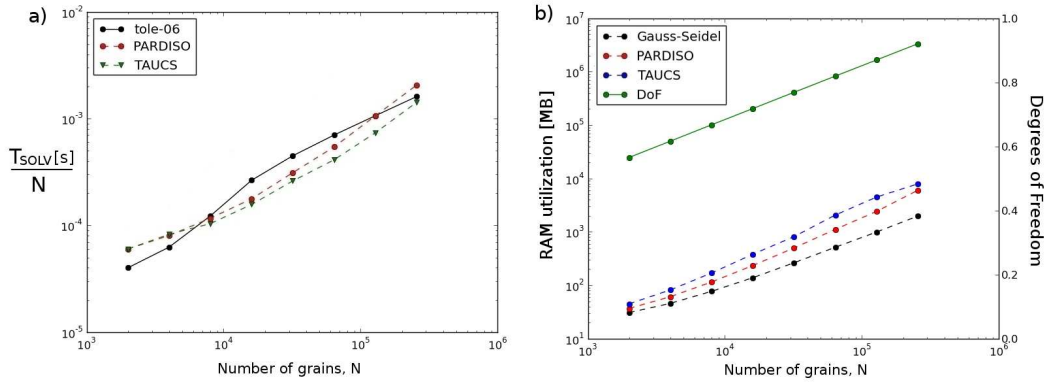 a)
10^-2
10^-3
10^-4
10^-5
T_SOLV[s]
N
tole-06
PARDISO
TAUCS
10^3
10^4
10^5
10^6
Number of grains, N
b)
10^7
10^6
10^5
10^4
10^3
10^2
10^1
RAM utilization [MB]
Gauss-Seidel
PARDISO
TAUCS
DoF
1.0
0.8
0.6
0.4
0.2
0.0
Degrees of Freedom
10^3
10^4
10^5
10^6
Number of grains, N